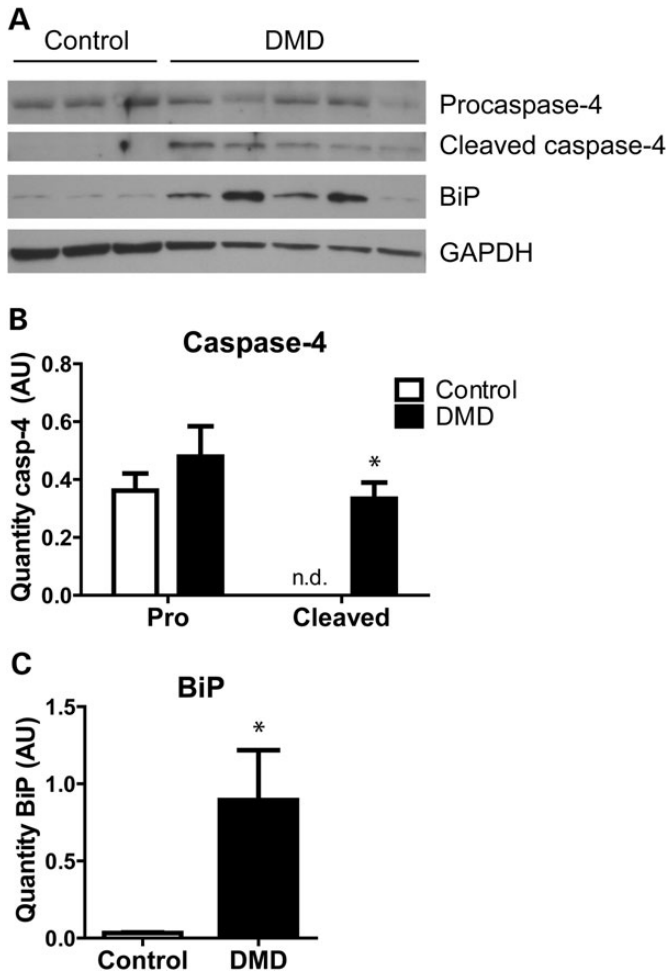 A
Control DMD
Procaspase-4
Cleaved caspase-4
BiP
GAPDH
B
Caspase-4
Quantity casp-4 (AU)
0.8
0.6
0.4
0.2
0.0
Control
DMD
*
n.d.
Pro Cleaved
C
BiP
Quantity BiP (AU)
1.5
1.0
0.5
0.0
*
Control DMD